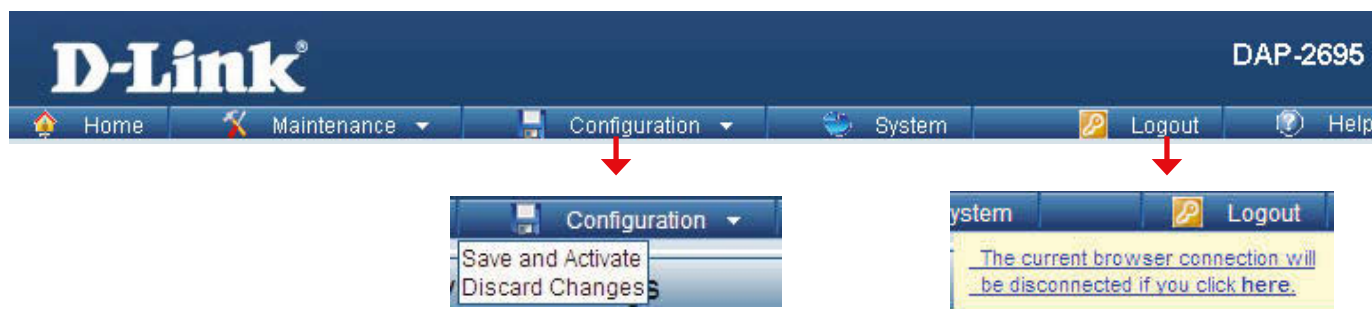 D-Link®
DAP-2695
Home Maintenance Configuration System Logout Help
Configuration
Save and Activate
Discard Changes
ystem Logout
The current browser connection will
be disconnected if you click here.